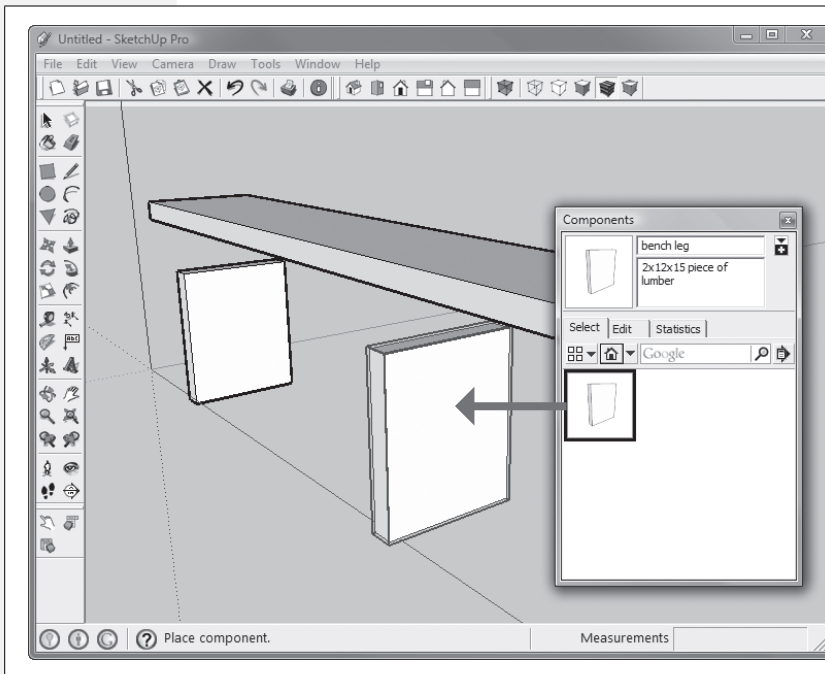 Untitled - SketchUp Pro
File Edit View Camera Draw Tools Window Help
Components
bench leg
2x12x15 piece of
lumber
Select Edit Statistics
Google
ABC
Place component.
Measurements